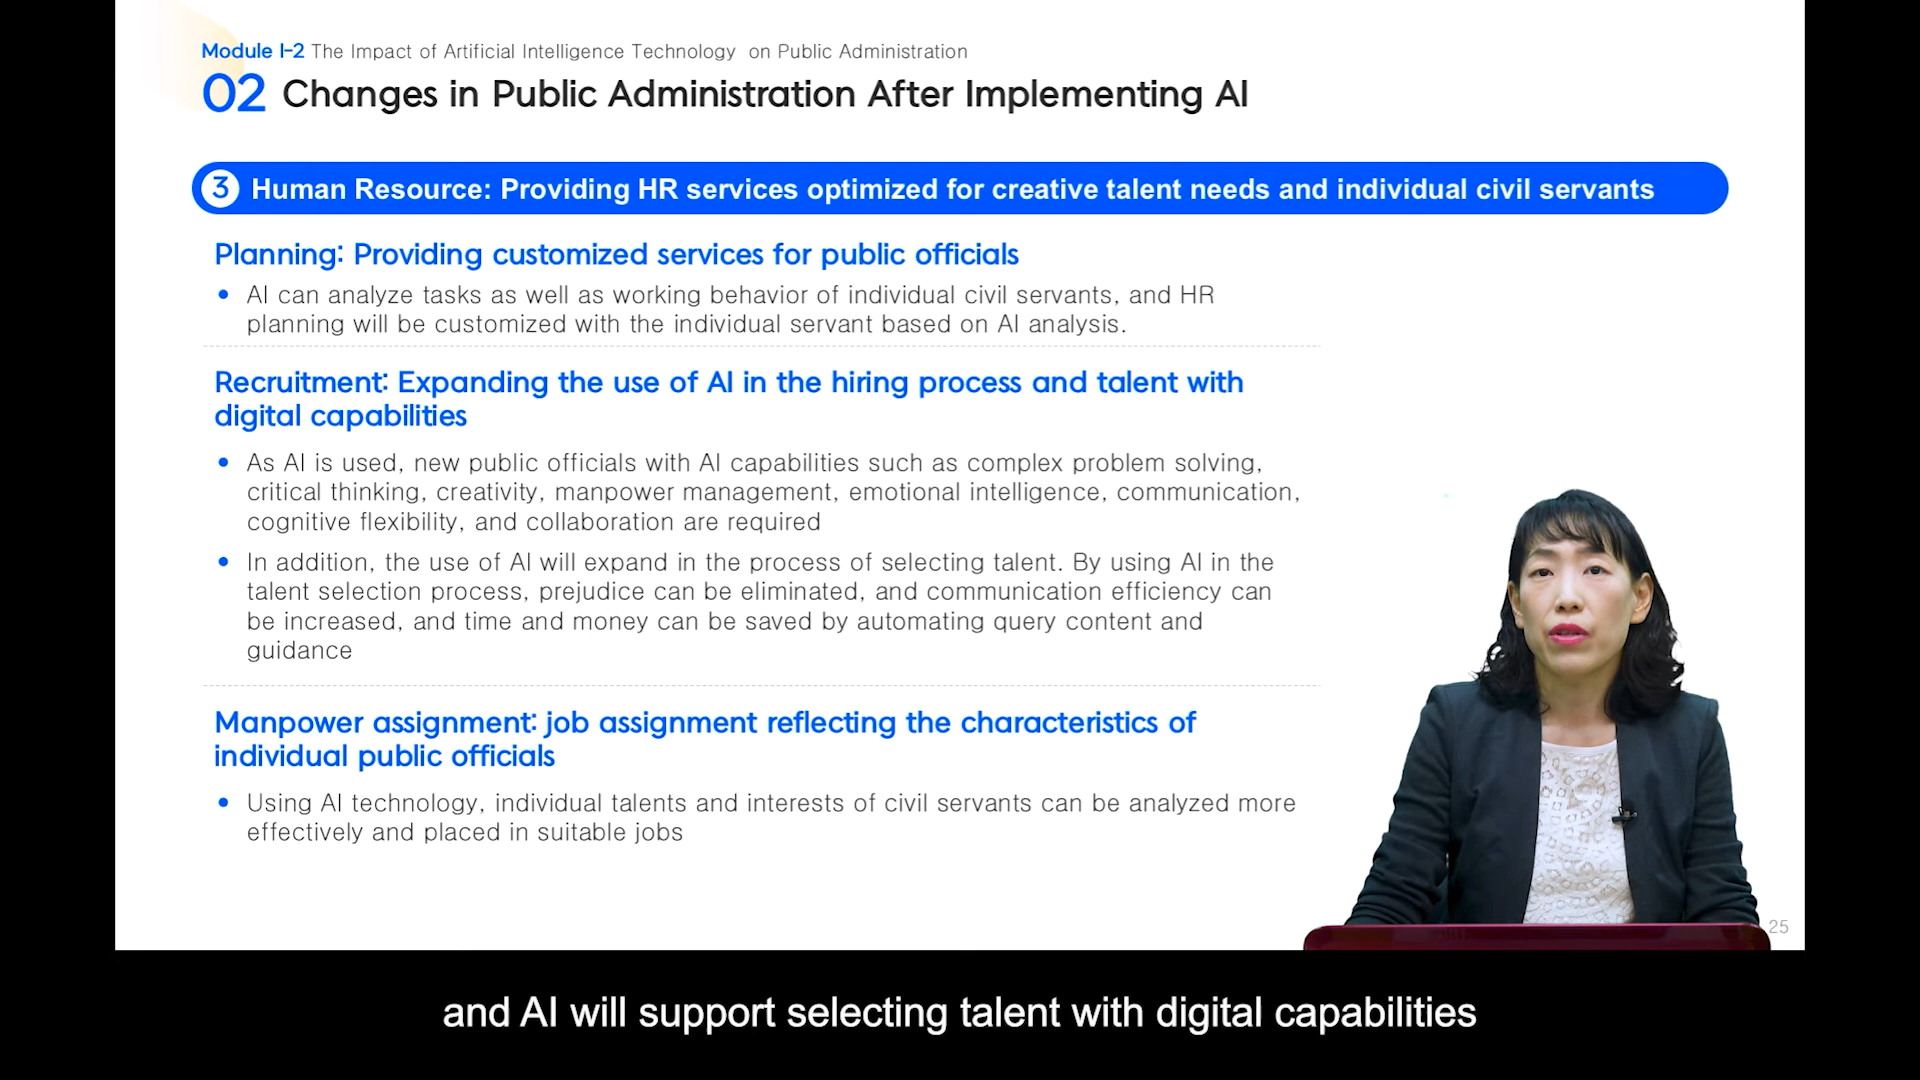 Module I-2 The Impact of Artificial Intelligence Technology on Public Administration
02 Changes in Public Administration After Implementing AI
3 Human Resource: Providing HR services optimized for creative talent needs and individual civil servants
Planning: Providing customized services for public officials
• AI can analyze tasks as well as working behavior of individual civil servants, and HR
planning will be customized with the individual servant based on AI analysis.
Recruitment: Expanding the use of AI in the hiring process and talent with
digital capabilities
• As AI is used, new public officials with AI capabilities such as complex problem solving,
critical thinking, creativity, manpower management, emotional intelligence, communication,
cognitive flexibility, and collaboration are required
• In addition, the use of AI will expand in the process of selecting talent. By using AI in the
talent selection process, prejudice can be eliminated, and communication efficiency can
be increased, and time and money can be saved by automating query content and
guidance
Manpower assignment: job assignment reflecting the characteristics of
individual public officials
• Using AI technology, individual talents and interests of civil servants can be analyzed more
effectively and placed in suitable jobs
25
and AI will support selecting talent with digital capabilities